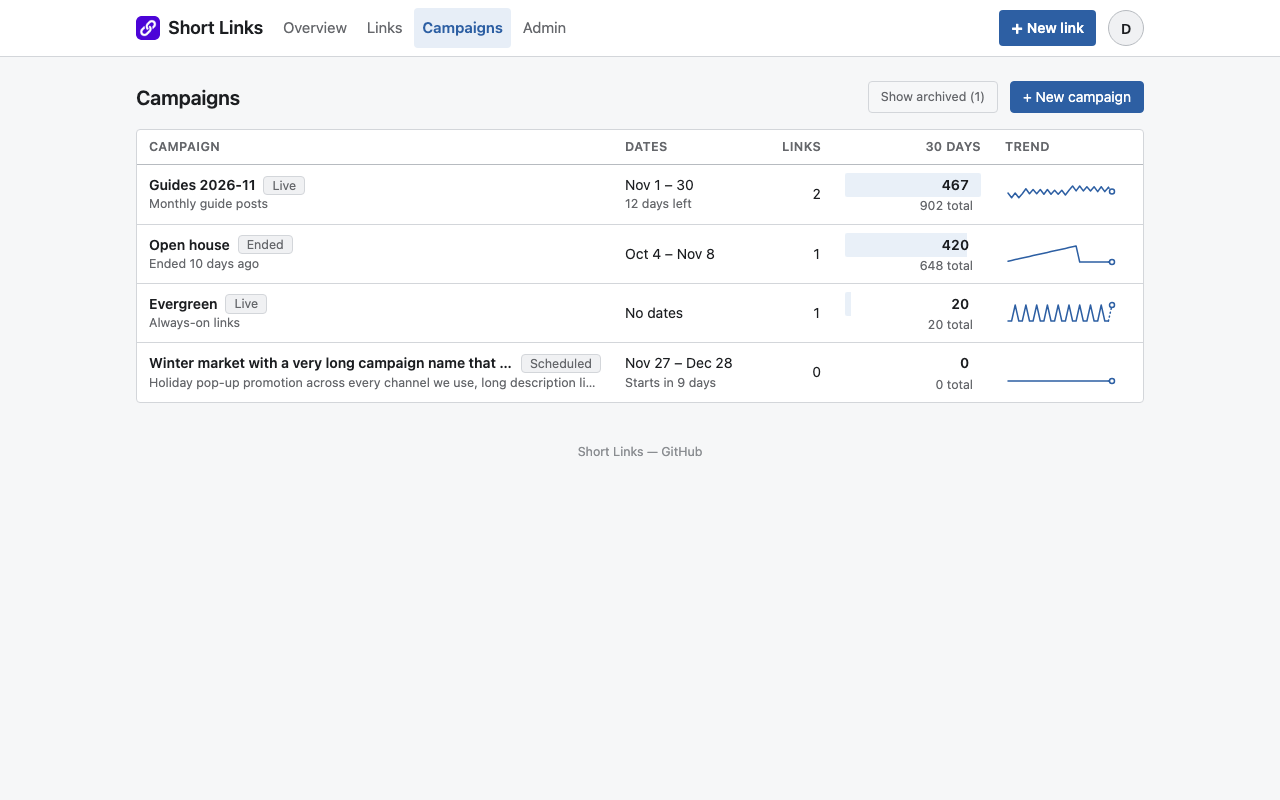 Short Links Overview Links Campaigns Admin + New link D
Campaigns Show archived (1) + New campaign
CAMPAIGN DATES LINKS 30 DAYS TREND
Guides 2026-11 Live Nov 1 – 30 2 467
Monthly guide posts 12 days left 902 total
Open house Ended Oct 4 – Nov 8 1 420
Ended 10 days ago 648 total
Evergreen Live No dates 1 20
Always-on links 20 total
Winter market with a very long campaign name that ... Scheduled Nov 27 – Dec 28 0 0
Holiday pop-up promotion across every channel we use, long description li... Starts in 9 days 0 total
Short Links — GitHub